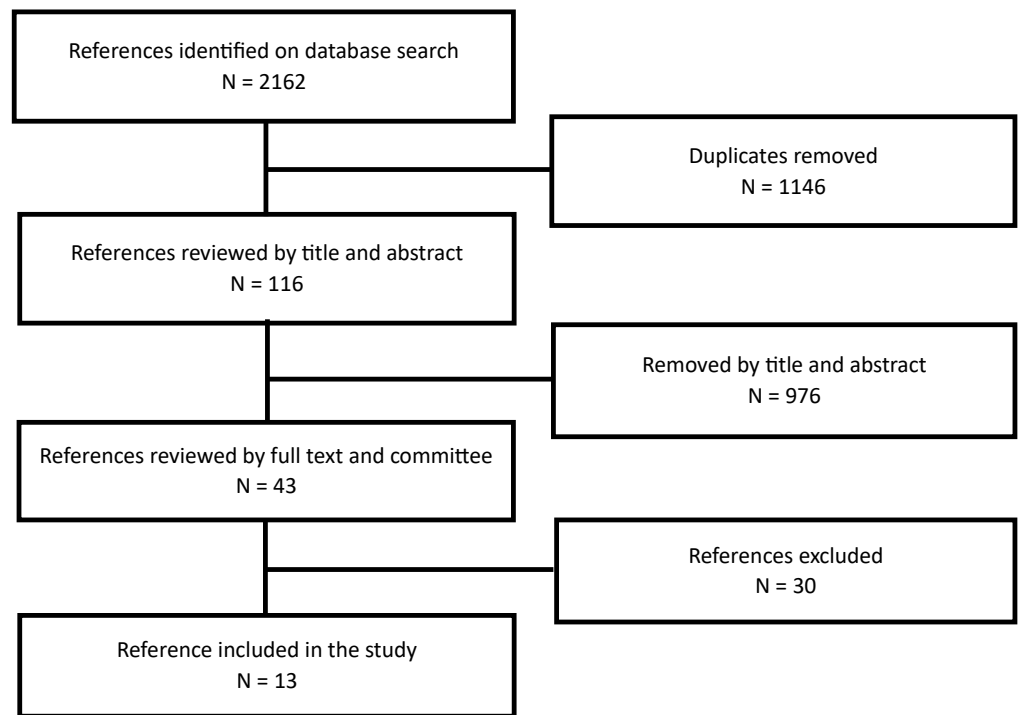 References identified on database search
N = 2162
Duplicates removed
N = 1146
References reviewed by title and abstract
N = 116
Removed by title and abstract
N = 976
References reviewed by full text and committee
N = 43
References excluded
N = 30
Reference included in the study
N = 13